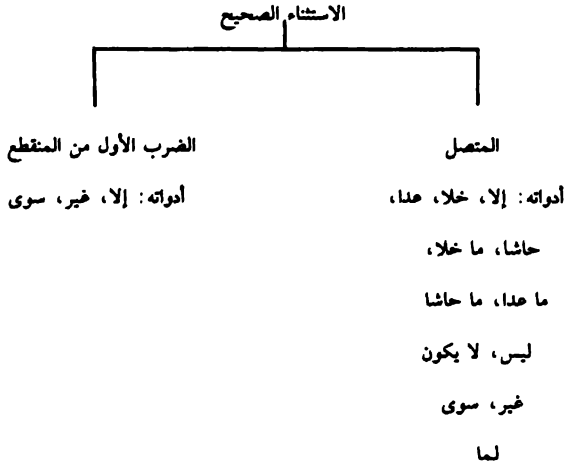 الاستثناء الصحيح
المتصل
أدواته: إلا، خلا، عدا،
حاشا، ما خلا،
ما عدا، ما حاشا
ليس، لا يكون
غير، سوى
لما
الضرب الأول من المنقطع
أدواته: إلا، غير، سوى